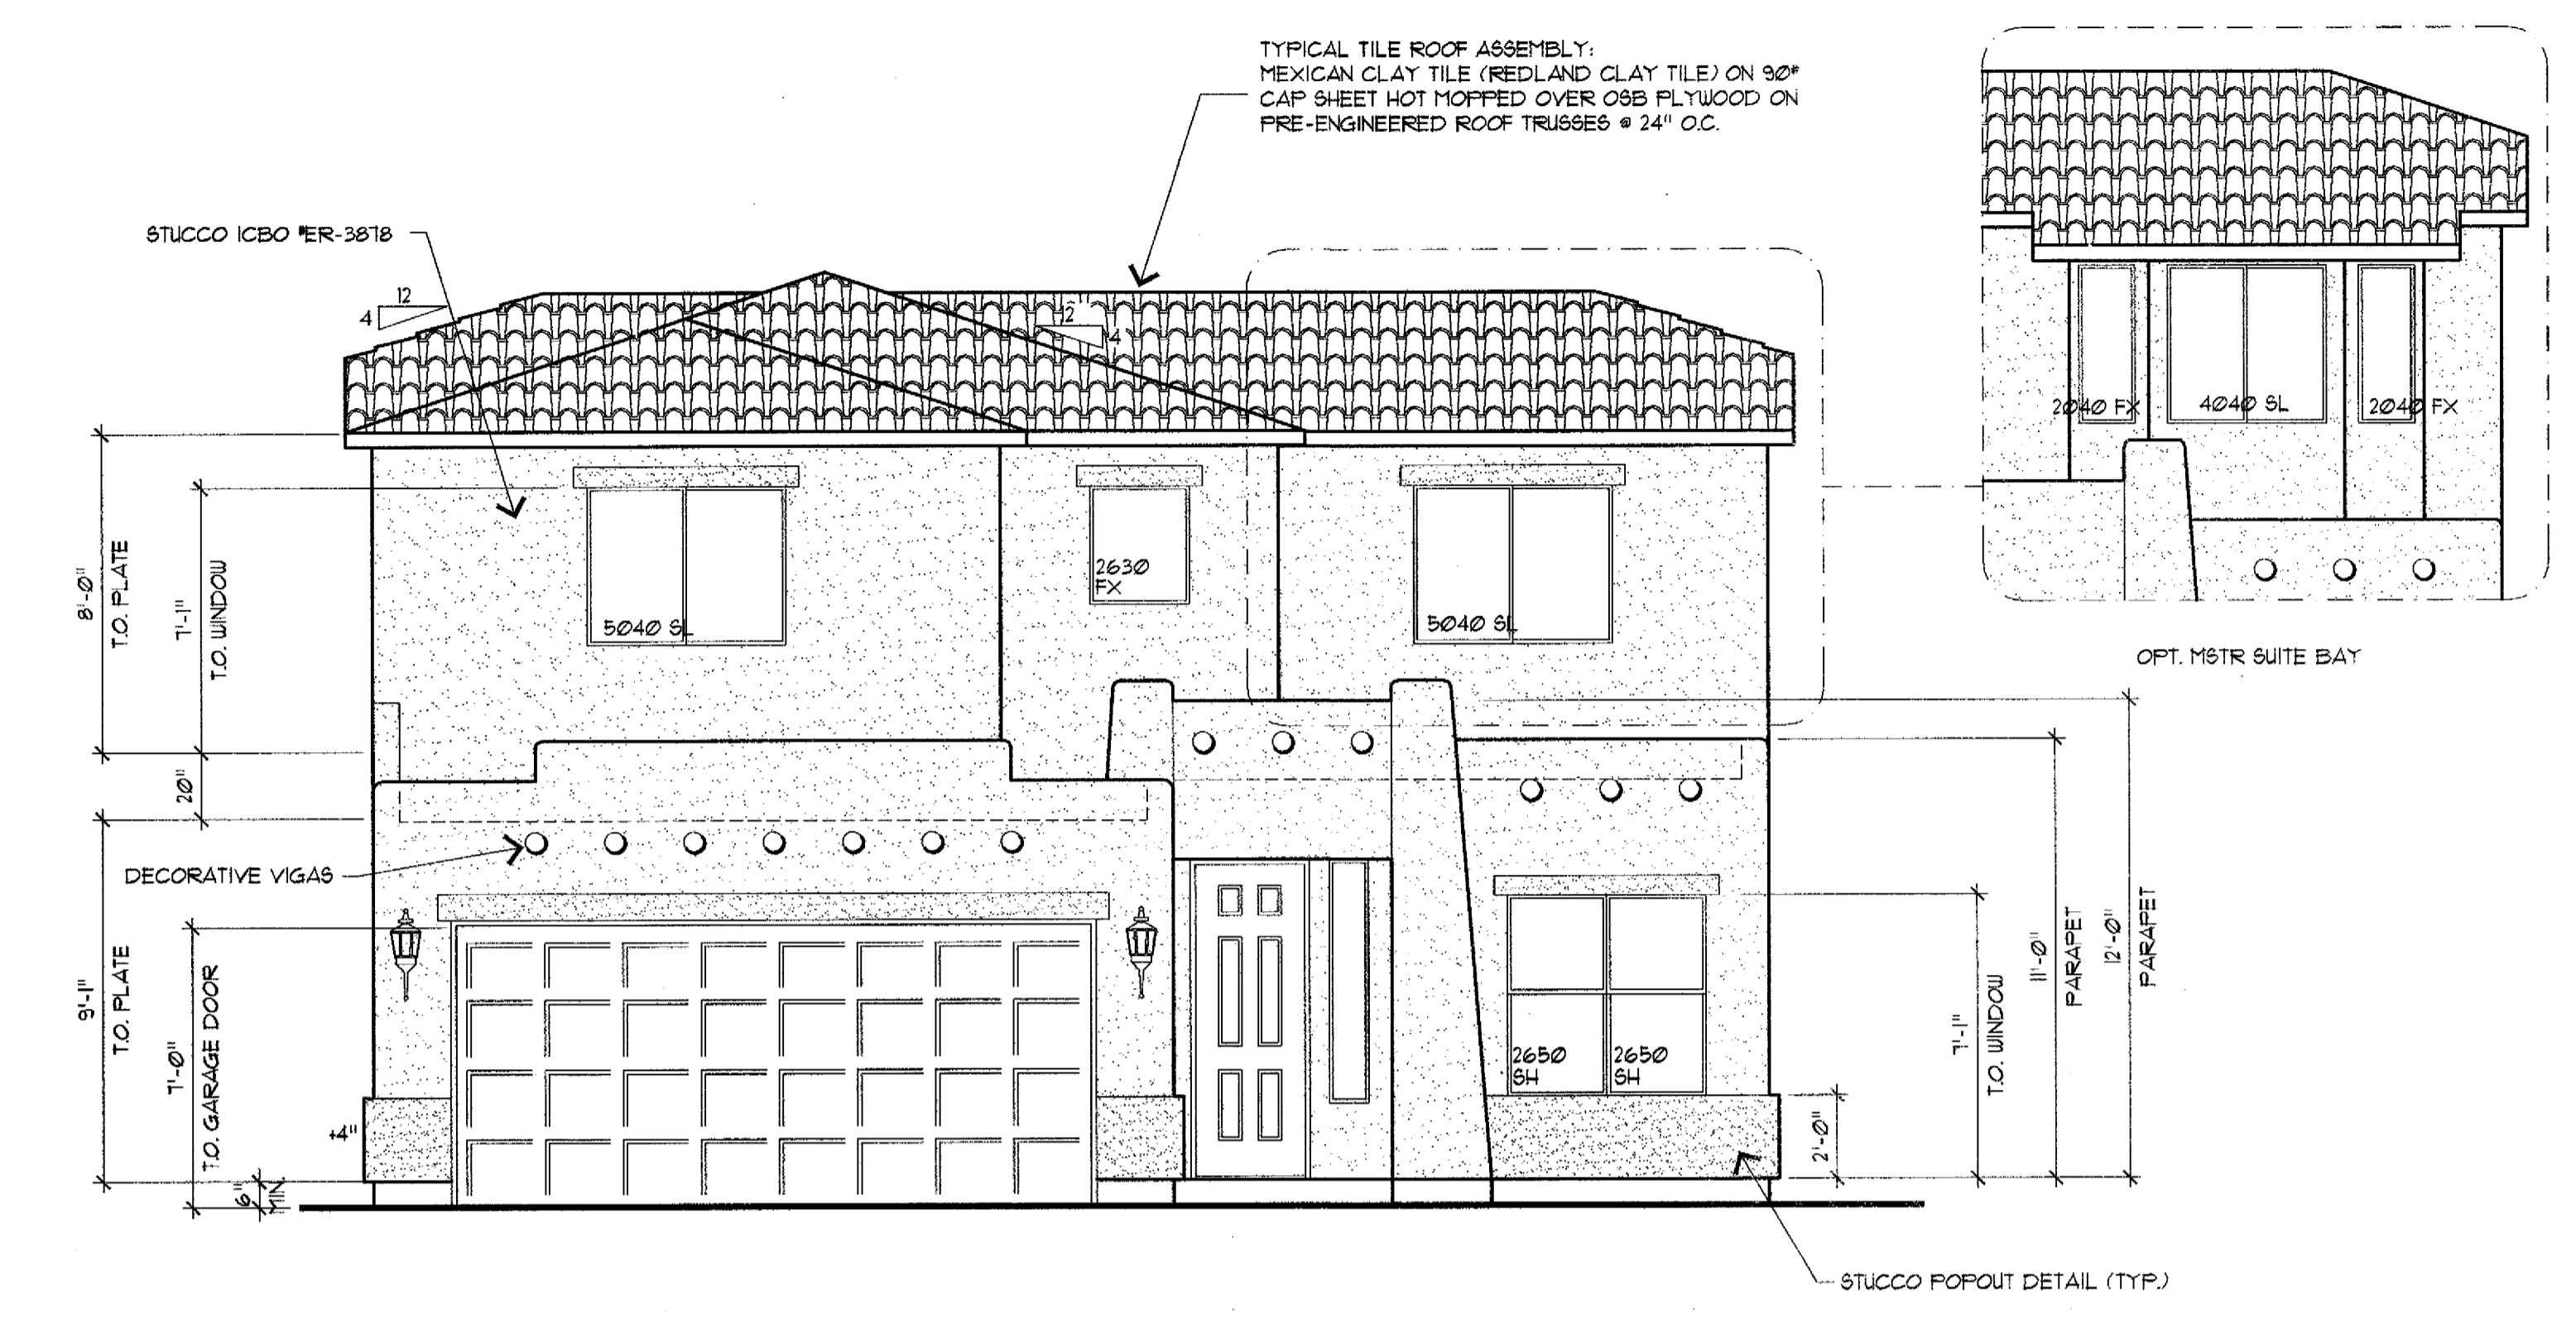 TYPICAL TILE ROOF ASSEMBLY:
MEXICAN CLAY TILE (REDLAND CLAY TILE) ON 90#
CAP SHEET HOT MOPPED OVER OSB PLYWOOD ON
PRE-ENGINEERED ROOF TRUSSES @ 24" O.C.
STUCCO ICBO #ER-3878
12
4
12
4
2040 FX
4040 SL
2040 FX
OPT. MSTR SUITE BAY
8'-0"
T.O. PLATE
7'-1"
T.O. WINDOW
20"
5040 SL
2630
FX
5040 SL
DECORATIVE VIGAS
9'-1"
T.O. PLATE
7'-0"
T.O. GARAGE DOOR
+4"
6"
MIN.
2650
SH
2650
SH
2'-0"
7'-1"
T.O. WINDOW
11'-0"
PARAPET
12'-0"
PARAPET
STUCCO POPOUT DETAIL (TYP.)